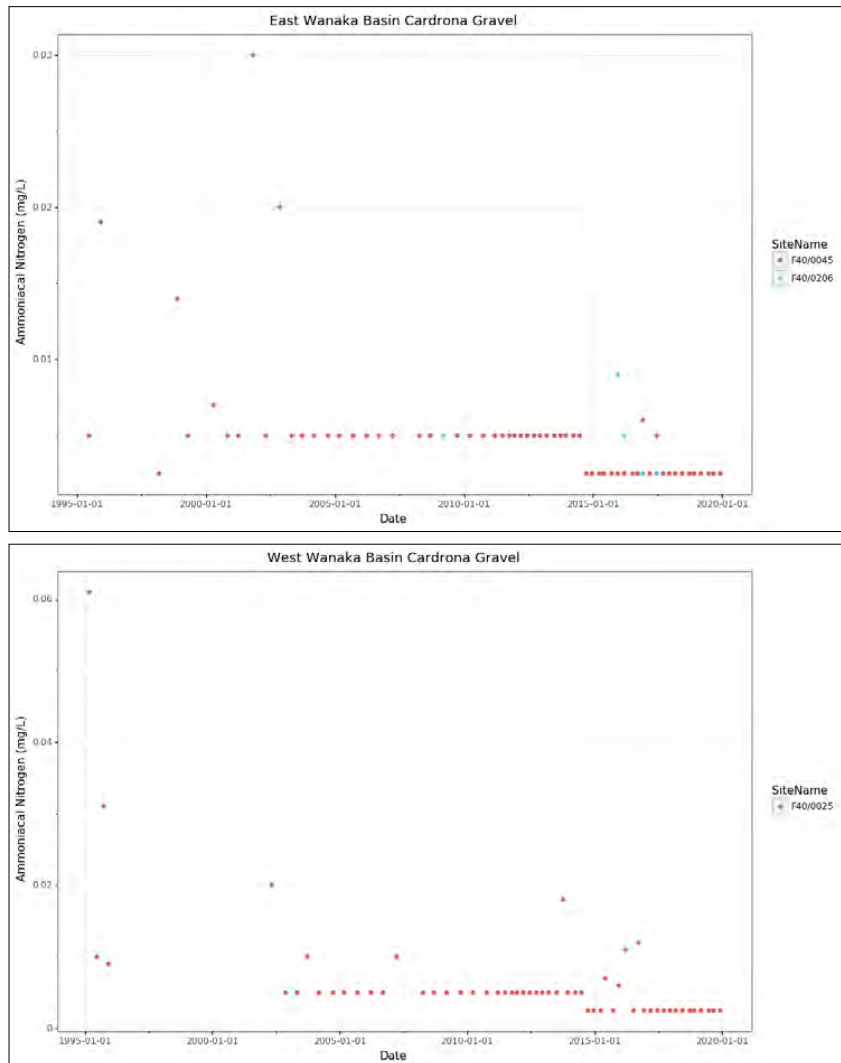 East Wanaka Basin Cardrona Gravel
0.03
0.02
0.01
Ammoniacal Nitrogen (mg/L)
SiteName
F40/0045
F40/0206
1995-01-01 2000-01-01 2005-01-01 2010-01-01 2015-01-01 2020-01-01
Date
West Wanaka Basin Cardrona Gravel
0.06
0.04
0.02
0
Ammoniacal Nitrogen (mg/L)
SiteName
F40/0025
1995-01-01 2000-01-01 2005-01-01 2010-01-01 2015-01-01 2020-01-01
Date